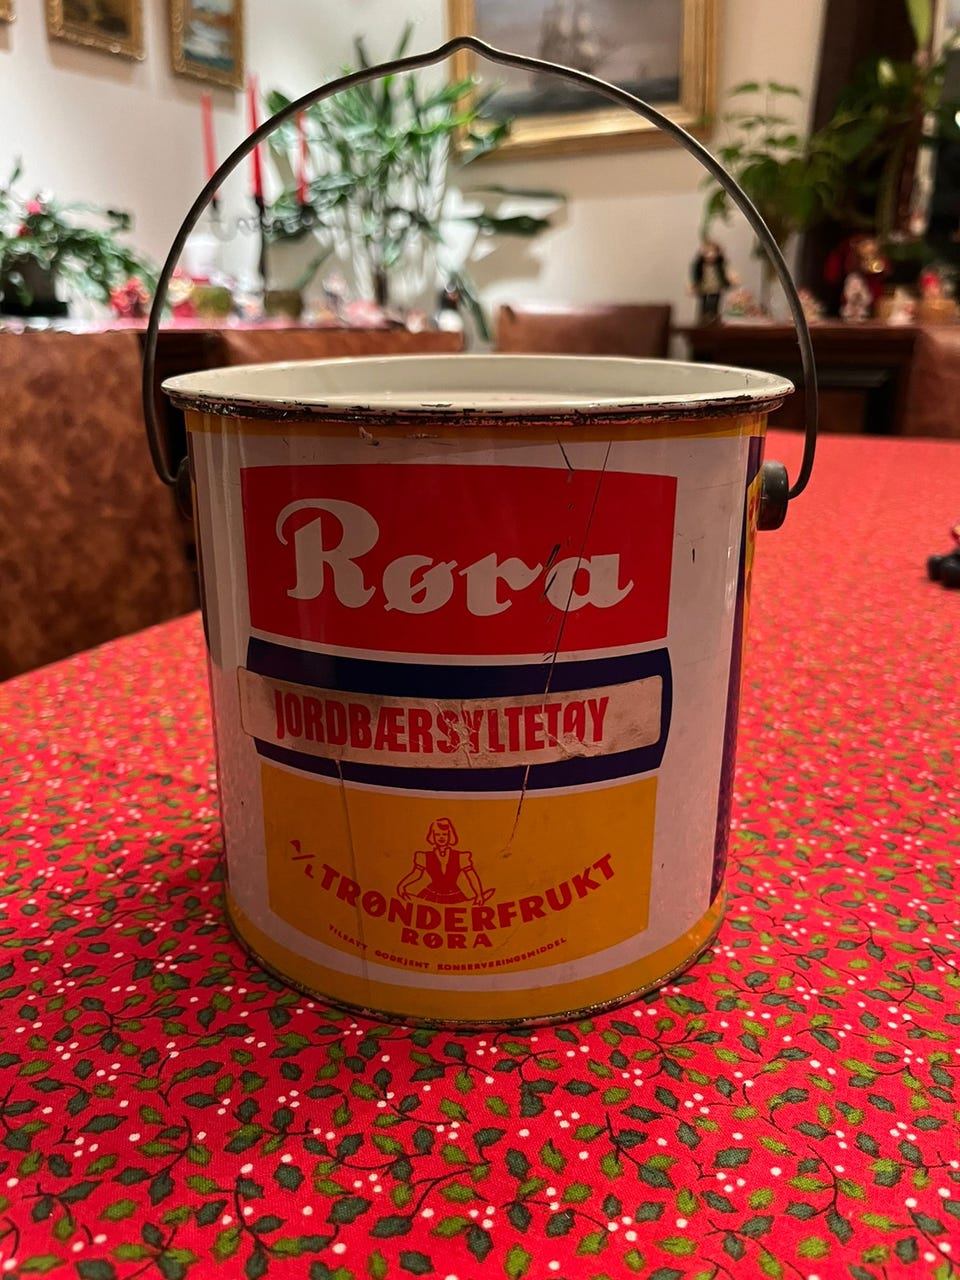 Røra
JORDBÆRSYLTETØY
A/L TRØNDERFRUKT
RØRA
TILSATT GODKJENT KONSERVERINGSMIDDEL